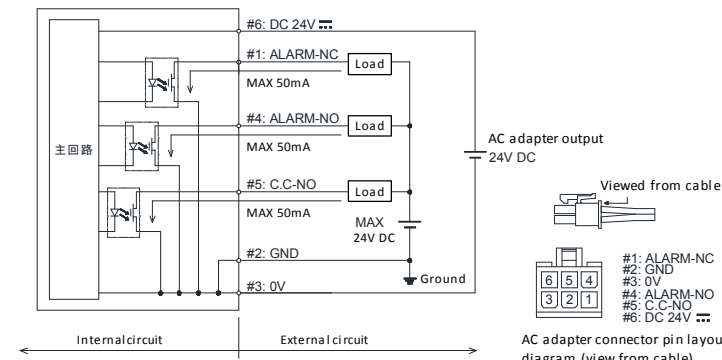 #6: DC 24V
#1: ALARM-NC
Load
MAX 50mA
#4: ALARM-NO
Load
MAX 50mA
主回路
#5: C.C-NO
Load
MAX 50mA
MAX
24V DC
#2: GND
Ground
#3: 0V
Internal circuit
External circuit
AC adapter output
24V DC
Viewed from cable
6 5 4
3 2 1
#1: ALARM-NC
#2: GND
#3: 0V
#4: ALARM-NO
#5: C.C-NO
#6: DC 24V
AC adapter connector pin layou
diagram (view from cable)